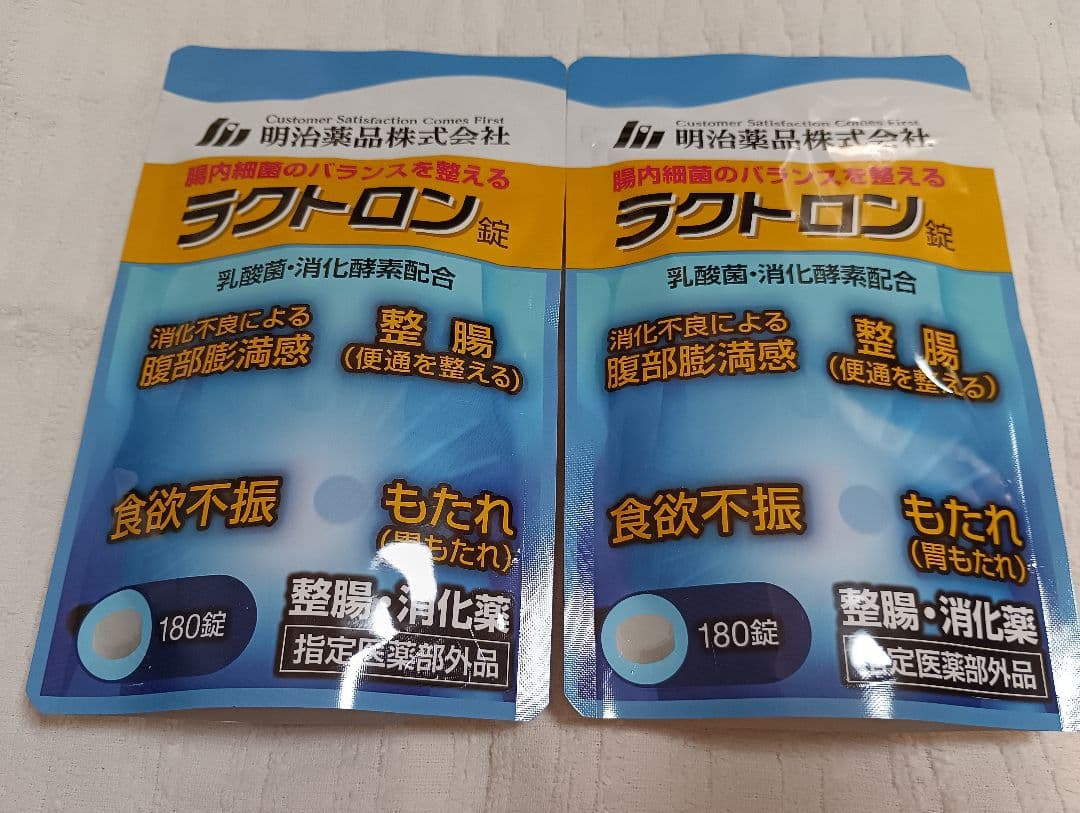 Customer Satisfaction Comes First
明治薬品株式会社
腸内細菌のバランスを整える
ラクトロン錠
乳酸菌・消化酵素配合
消化不良による
腹部膨満感
整腸
(便通を整える)
食欲不振
もたれ
(胃もたれ)
180錠
整腸・消化薬
指定医薬部外品
Customer Satisfaction Comes First
明治薬品株式会社
腸内細菌のバランスを整える
ラクトロン錠
乳酸菌・消化酵素配合
消化不良による
腹部膨満感
整腸
(便通を整える)
食欲不振
もたれ
(胃もたれ)
180錠
整腸・消化薬
指定医薬部外品